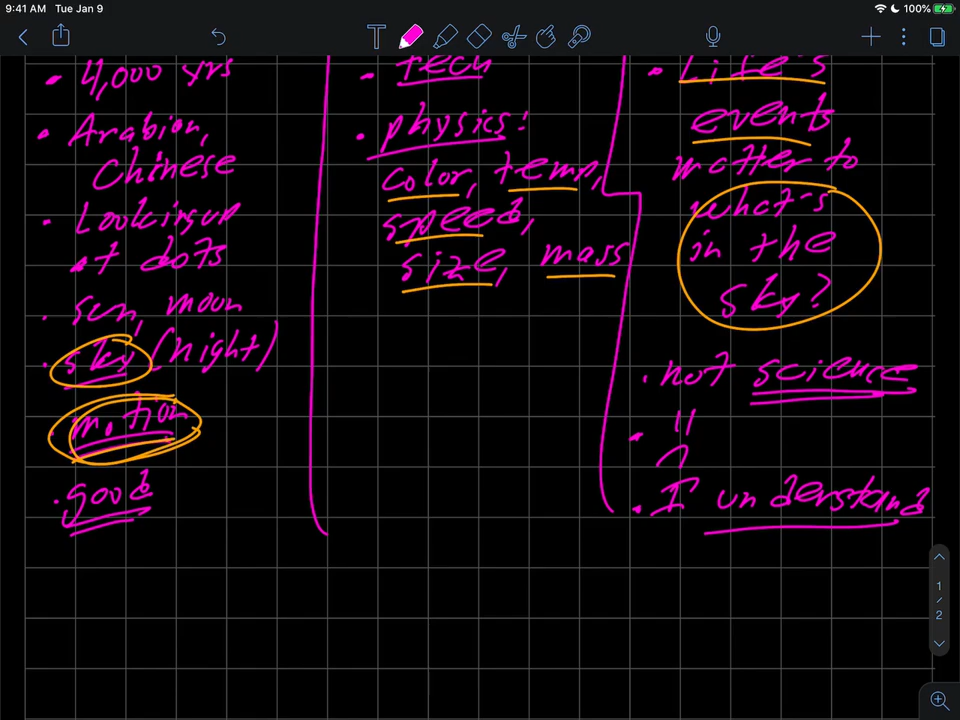 9:41 AM Tue Jan 9
100%
• 4,000 yrs
• Arabian,
Chinese
• Looking up
at dots
• sun, moon
• sky (night)
• motion
• good
• tech
• physics:
color, temp,
speed,
size, mass
• Life's
events
matter to
what's
in the
sky?
• not science
• I understand
1
/
2